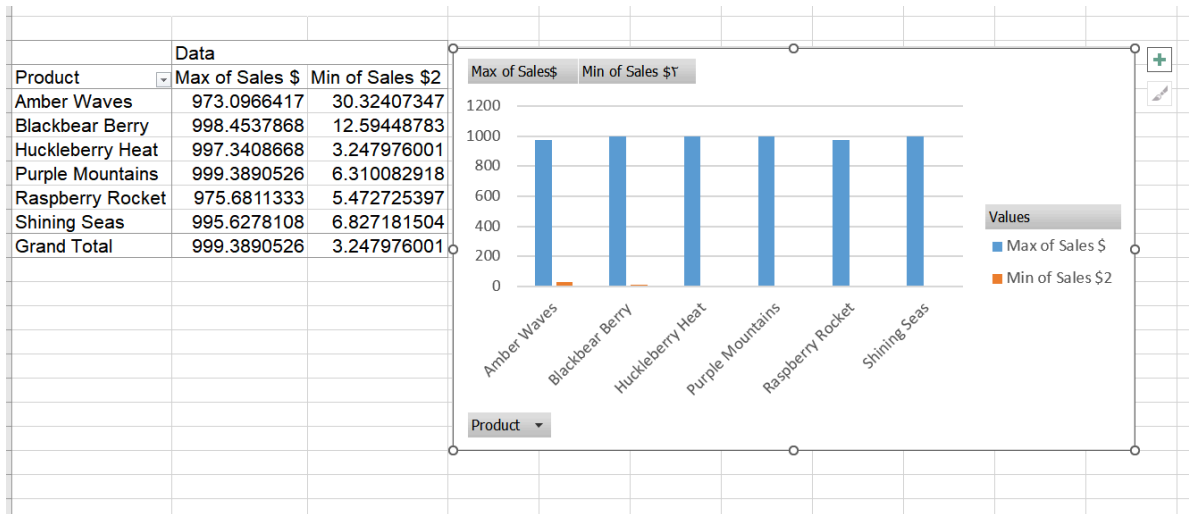 Data
Product Max of Sales $ Min of Sales $2
Amber Waves 973.0966417 30.32407347
Blackbear Berry 998.4537868 12.59448783
Huckleberry Heat 997.3408668 3.247976001
Purple Mountains 999.3890526 6.310082918
Raspberry Rocket 975.6811333 5.472725397
Shining Seas 995.6278108 6.827181504
Grand Total 999.3890526 3.247976001
Max of Sales$ Min of Sales $٢
1200
1000
800
600
400
200
0
Amber Waves
Blackbear Berry
Huckleberry Heat
Purple Mountains
Raspberry Rocket
Shining Seas
Values
Max of Sales $
Min of Sales $2
Product